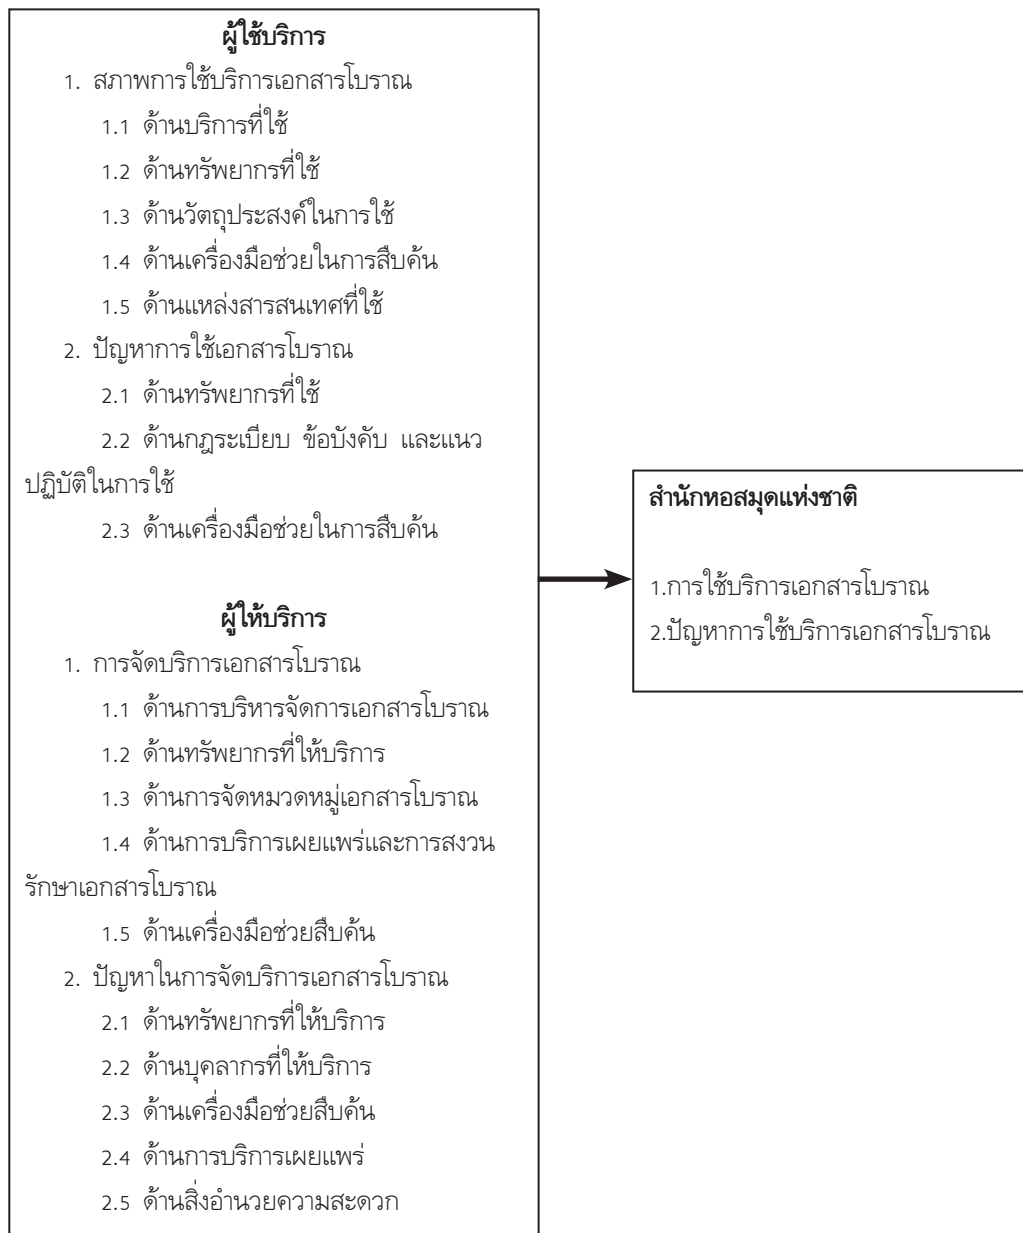 ผู้ใช้บริการ
1. สภาพการใช้บริการเอกสารโบราณ
1.1 ด้านบริการที่ใช้
1.2 ด้านทรัพยากรที่ใช้
1.3 ด้านวัตถุประสงค์ในการใช้
1.4 ด้านเครื่องมือช่วยในการสืบค้น
1.5 ด้านแหล่งสารสนเทศที่ใช้
2. ปัญหาการใช้เอกสารโบราณ
2.1 ด้านทรัพยากรที่ใช้
2.2 ด้านกฎระเบียบ ข้อบังคับ และแนว
ปฏิบัติในการใช้
2.3 ด้านเครื่องมือช่วยในการสืบค้น
ผู้ให้บริการ
1. การจัดบริการเอกสารโบราณ
1.1 ด้านการบริหารจัดการเอกสารโบราณ
1.2 ด้านทรัพยากรที่ให้บริการ
1.3 ด้านการจัดหมวดหมู่เอกสารโบราณ
1.4 ด้านการบริการเผยแพร่และการสงวน
รักษาเอกสารโบราณ
1.5 ด้านเครื่องมือช่วยสืบค้น
2. ปัญหาในการจัดบริการเอกสารโบราณ
2.1 ด้านทรัพยากรที่ให้บริการ
2.2 ด้านบุคลากรที่ให้บริการ
2.3 ด้านเครื่องมือช่วยสืบค้น
2.4 ด้านการบริการเผยแพร่
2.5 ด้านสิ่งอำนวยความสะดวก
สำนักหอสมุดแห่งชาติ
1.การใช้บริการเอกสารโบราณ
2.ปัญหาการใช้บริการเอกสารโบราณ